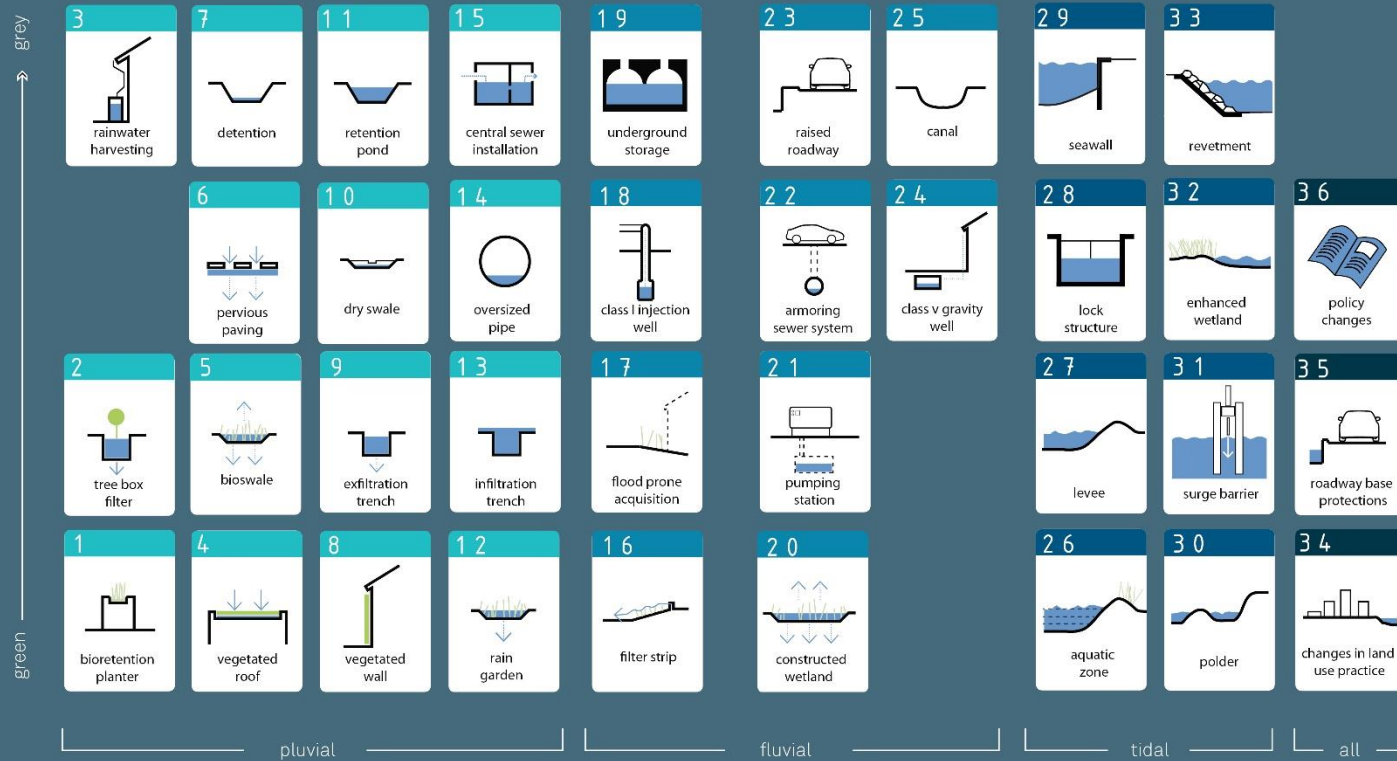 grey
3
7
11
15
19
23
25
29
33
rainwater
harvesting
detention
retention
pond
central sewer
installation
underground
storage
raised
roadway
canal
seawall
revetment
6
10
14
18
22
24
28
32
36
pervious
paving
dry swale
oversized
pipe
class I injection
well
armoring
sewer system
class v gravity
well
lock
structure
enhanced
wetland
policy
changes
2
5
9
13
17
21
27
31
35
tree box
filter
bioswale
exfiltration
trench
infiltration
trench
flood prone
acquisition
pumping
station
levee
surge barrier
roadway base
protections
1
4
8
12
16
20
26
30
34
bioretention
planter
vegetated
roof
vegetated
wall
rain
garden
filter strip
constructed
wetland
aquatic
zone
polder
changes in land
use practice
green
pluvial
fluvial
tidal
all